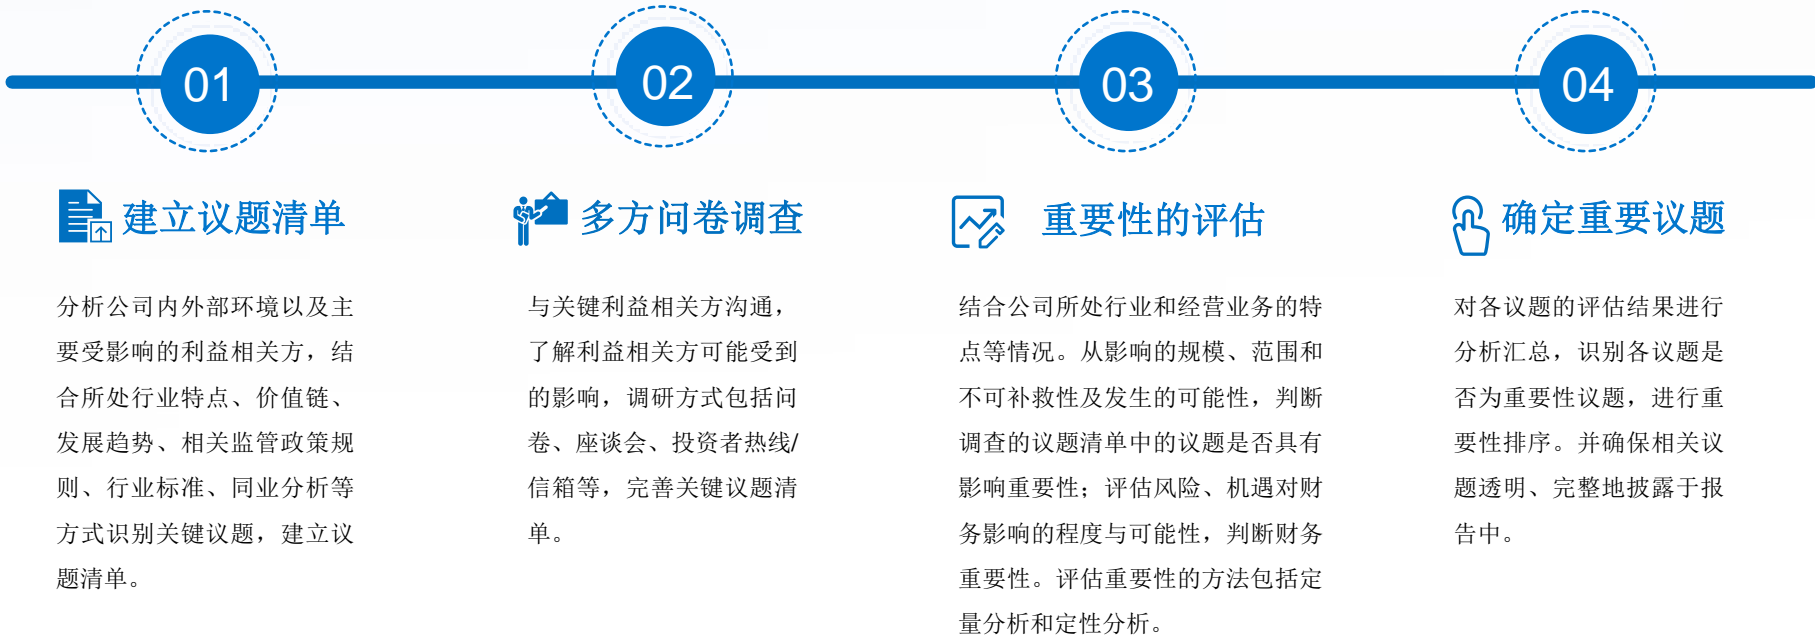 01
建立议题清单
分析公司内外部环境以及主
要受影响的利益相关方，结
合所处行业特点、价值链、
发展趋势、相关监管政策规
则、行业标准、同业分析等
方式识别关键议题，建立议
题清单。
02
多方问卷调查
与关键利益相关方沟通，
了解利益相关方可能受到
的影响，调研方式包括问
卷、座谈会、投资者热线/
信箱等，完善关键议题清
单。
03
重要性的评估
结合公司所处行业和经营业务的特
点等情况。从影响的规模、范围和
不可补救性及发生的可能性，判断
调查的议题清单中的议题是否具有
影响重要性；评估风险、机遇对财
务影响的程度与可能性，判断财务
重要性。评估重要性的方法包括定
量分析和定性分析。
04
确定重要议题
对各议题的评估结果进行
分析汇总，识别各议题是
否为重要性议题，进行重
要性排序。并确保相关议
题透明、完整地披露于报
告中。